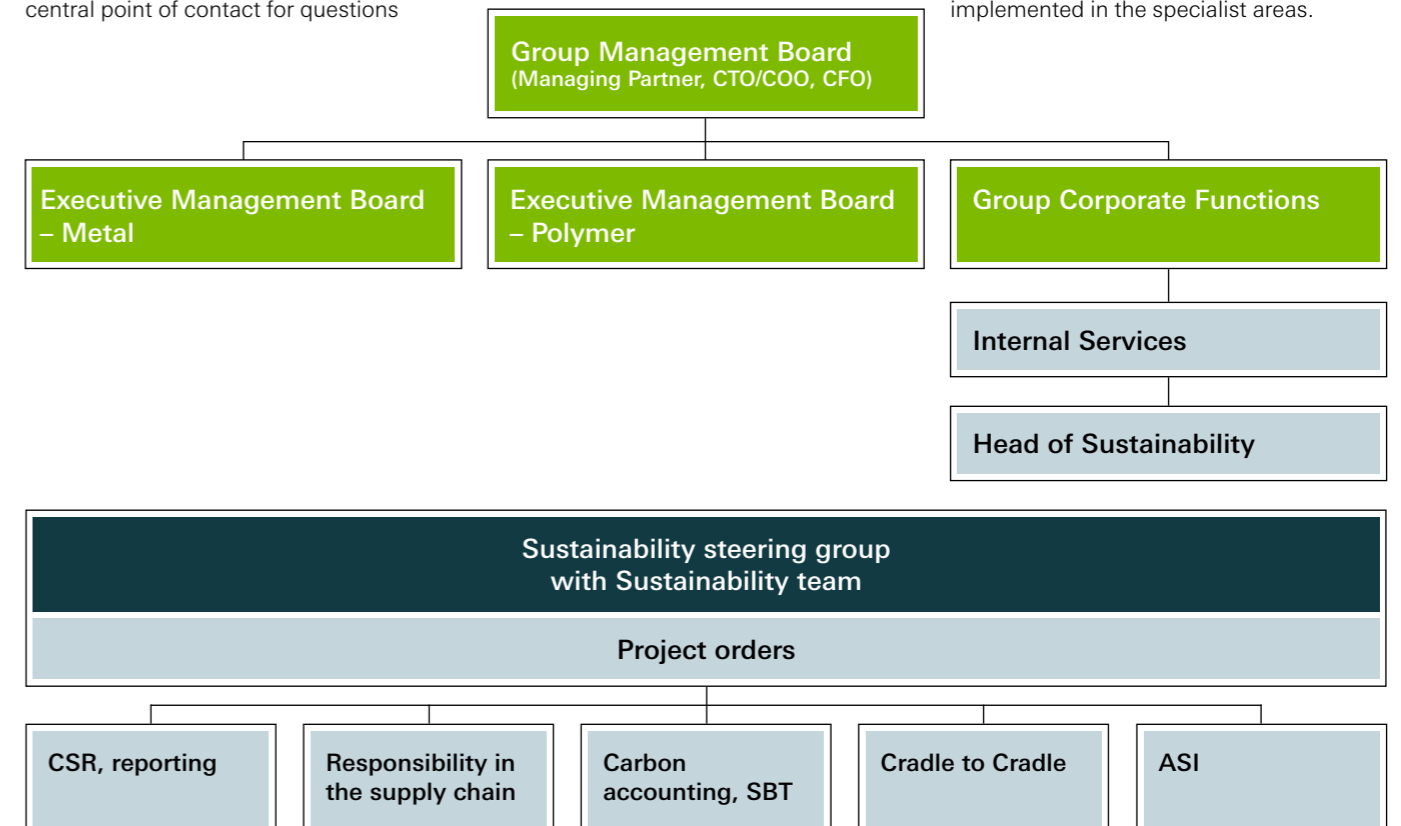 central point of contact for questions
implemented in the specialist areas.
Group Management Board
(Managing Partner, CTO/COO, CFO)
Executive Management Board
– Metal
Executive Management Board
– Polymer
Group Corporate Functions
Internal Services
Head of Sustainability
Sustainability steering group
with Sustainability team
Project orders
CSR, reporting
Responsibility in
the supply chain
Carbon
accounting, SBT
Cradle to Cradle
ASI